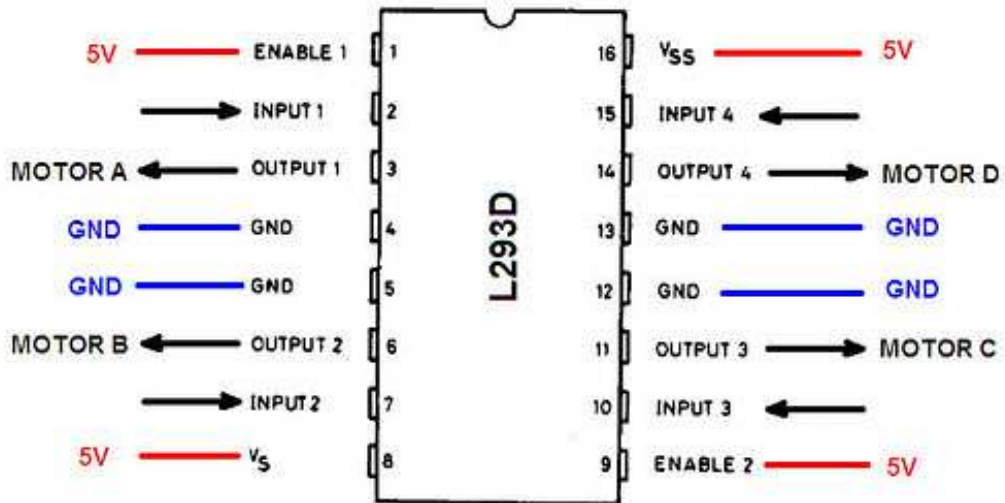 5V ENABLE 1 1 16 VSS 5V
INPUT 1 2 15 INPUT 4
MOTOR A OUTPUT 1 3 14 OUTPUT 4 MOTOR D
GND GND 4 13 GND GND
L293D
GND GND 5 12 GND GND
MOTOR B OUTPUT 2 6 11 OUTPUT 3 MOTOR C
INPUT 2 7 10 INPUT 3
5V VS 8 9 ENABLE 2 5V